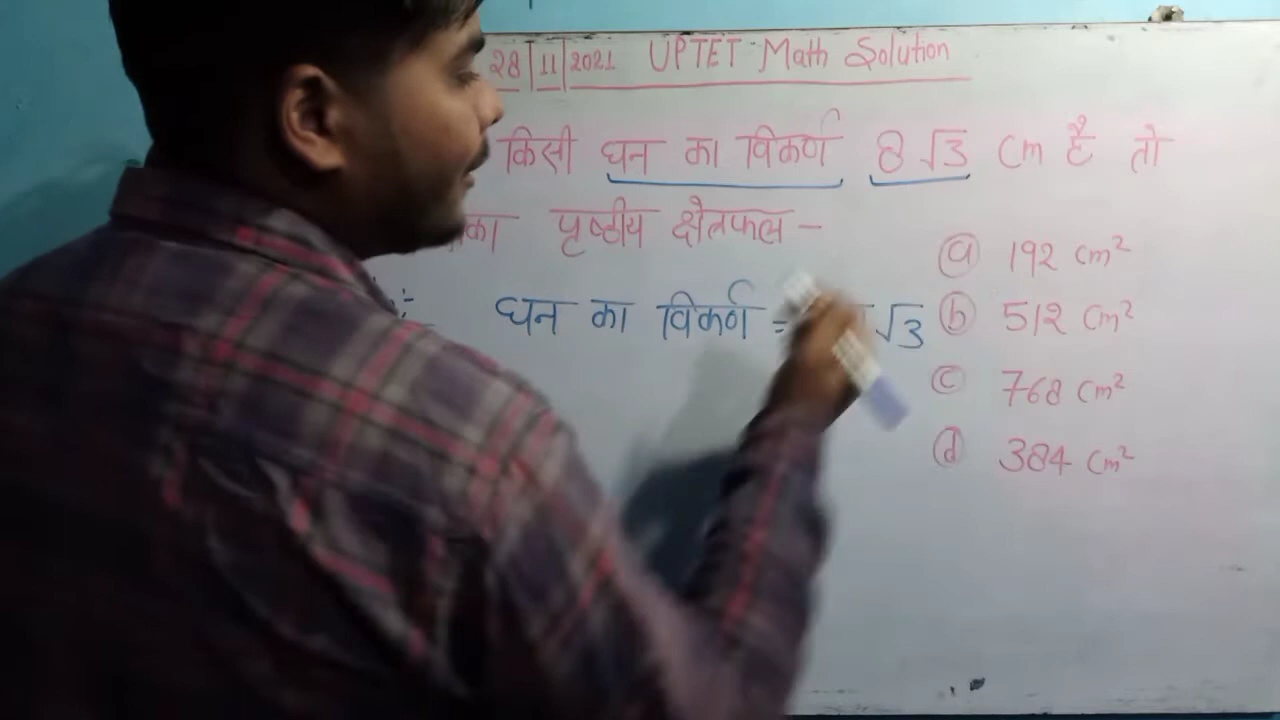 28/11/2021 UPTET Math Solution
किसी घन का विकर्ण 8√3 cm है तो
पृष्ठीय क्षेत्रफल –
ⓐ 192 cm²
ⓑ 512 cm²
ⓒ 768 cm²
ⓓ 384 cm²
घन का विकर्ण = √3